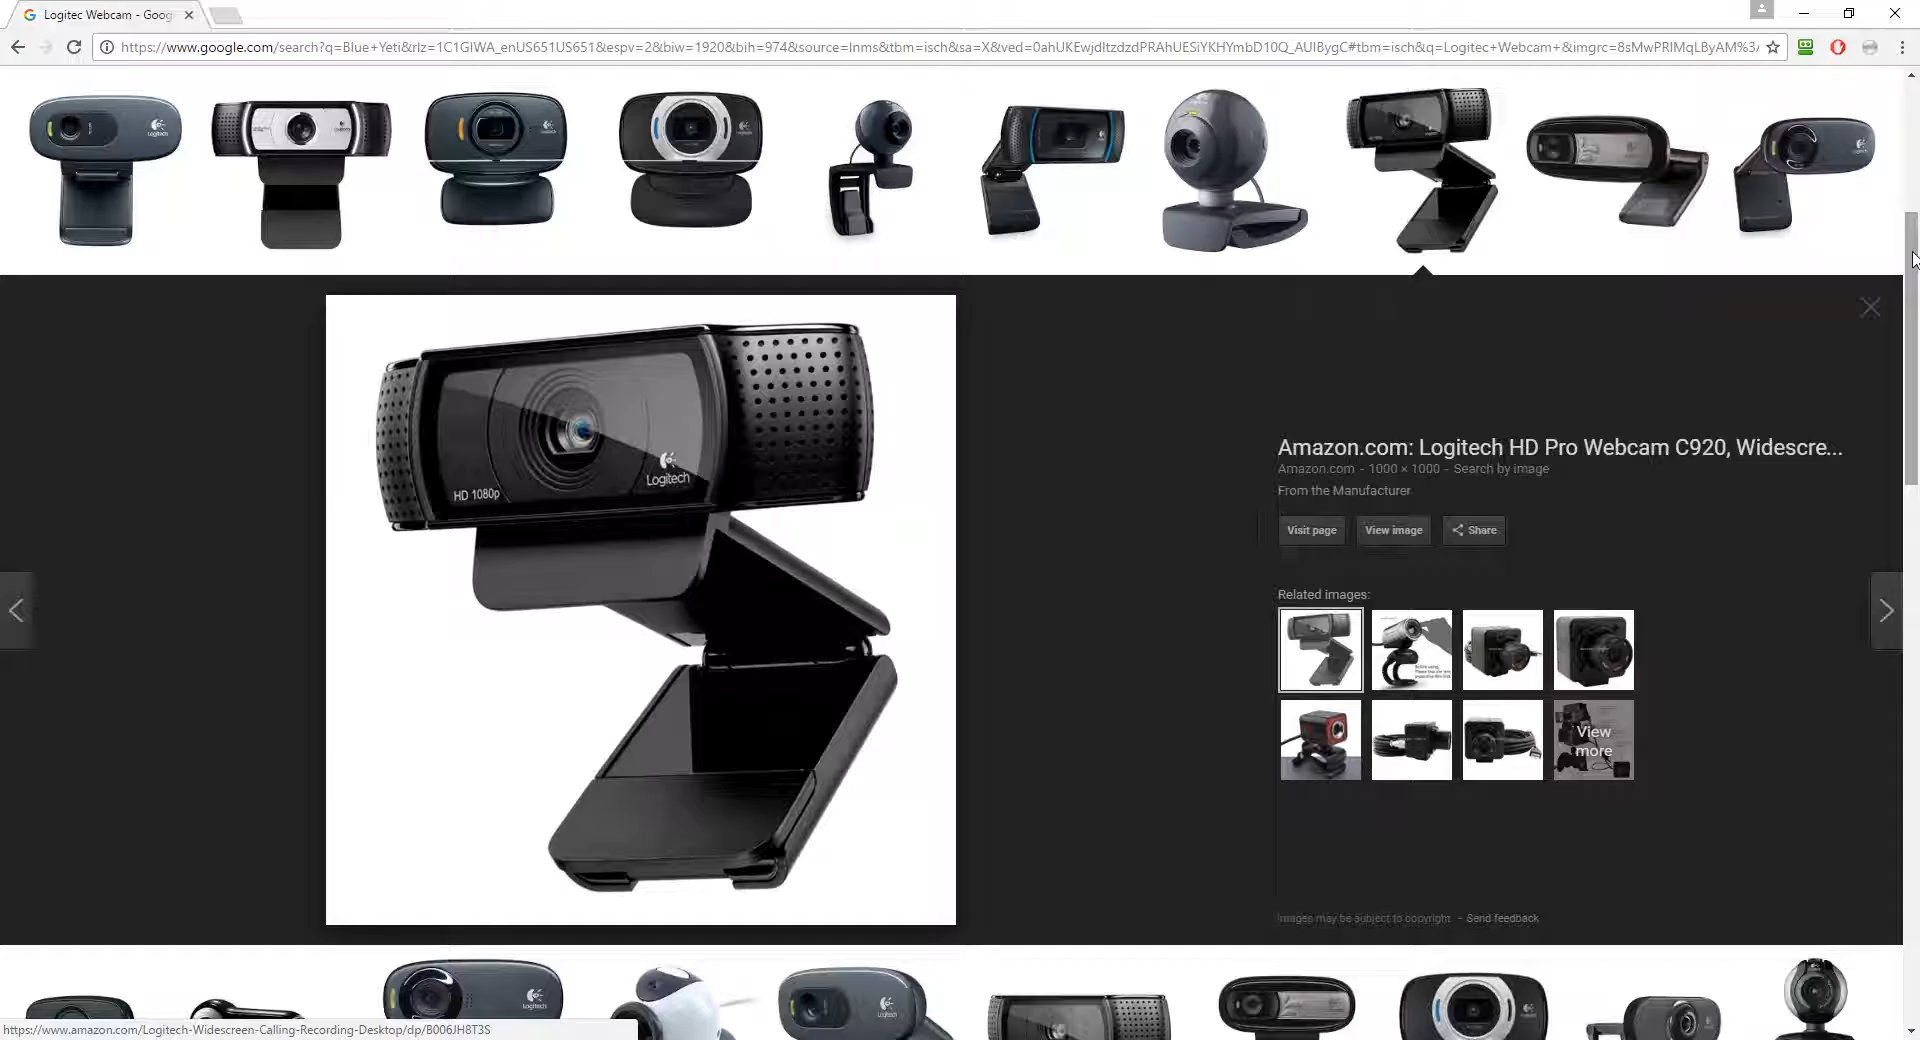 Logitec Webcam - Goog
https://www.google.com/search?q=Blue+Yeti&rlz=1C1GIWA_enUS651US651&espv=2&biw=1920&bih=974&source=lnms&tbm=isch&sa=X&ved=0ahUKEwjdItzdzdPRAhUESiYKHYmbD10Q_AUIBygC#tbm=isch&q=Logitec+Webcam+&imgrc=8sMwPRIMqLByAM%3A
Logitech
HD 1080p
Amazon.com: Logitech HD Pro Webcam C920, Widescre...
Amazon.com - 1000 × 1000 - Search by image
From the Manufacturer
Visit page
View image
Share
Related images:
View
more
Images may be subject to copyright. - Send feedback
Logitech
Logitech
https://www.amazon.com/Logitech-Widescreen-Calling-Recording-Desktop/dp/B006JH8T3S